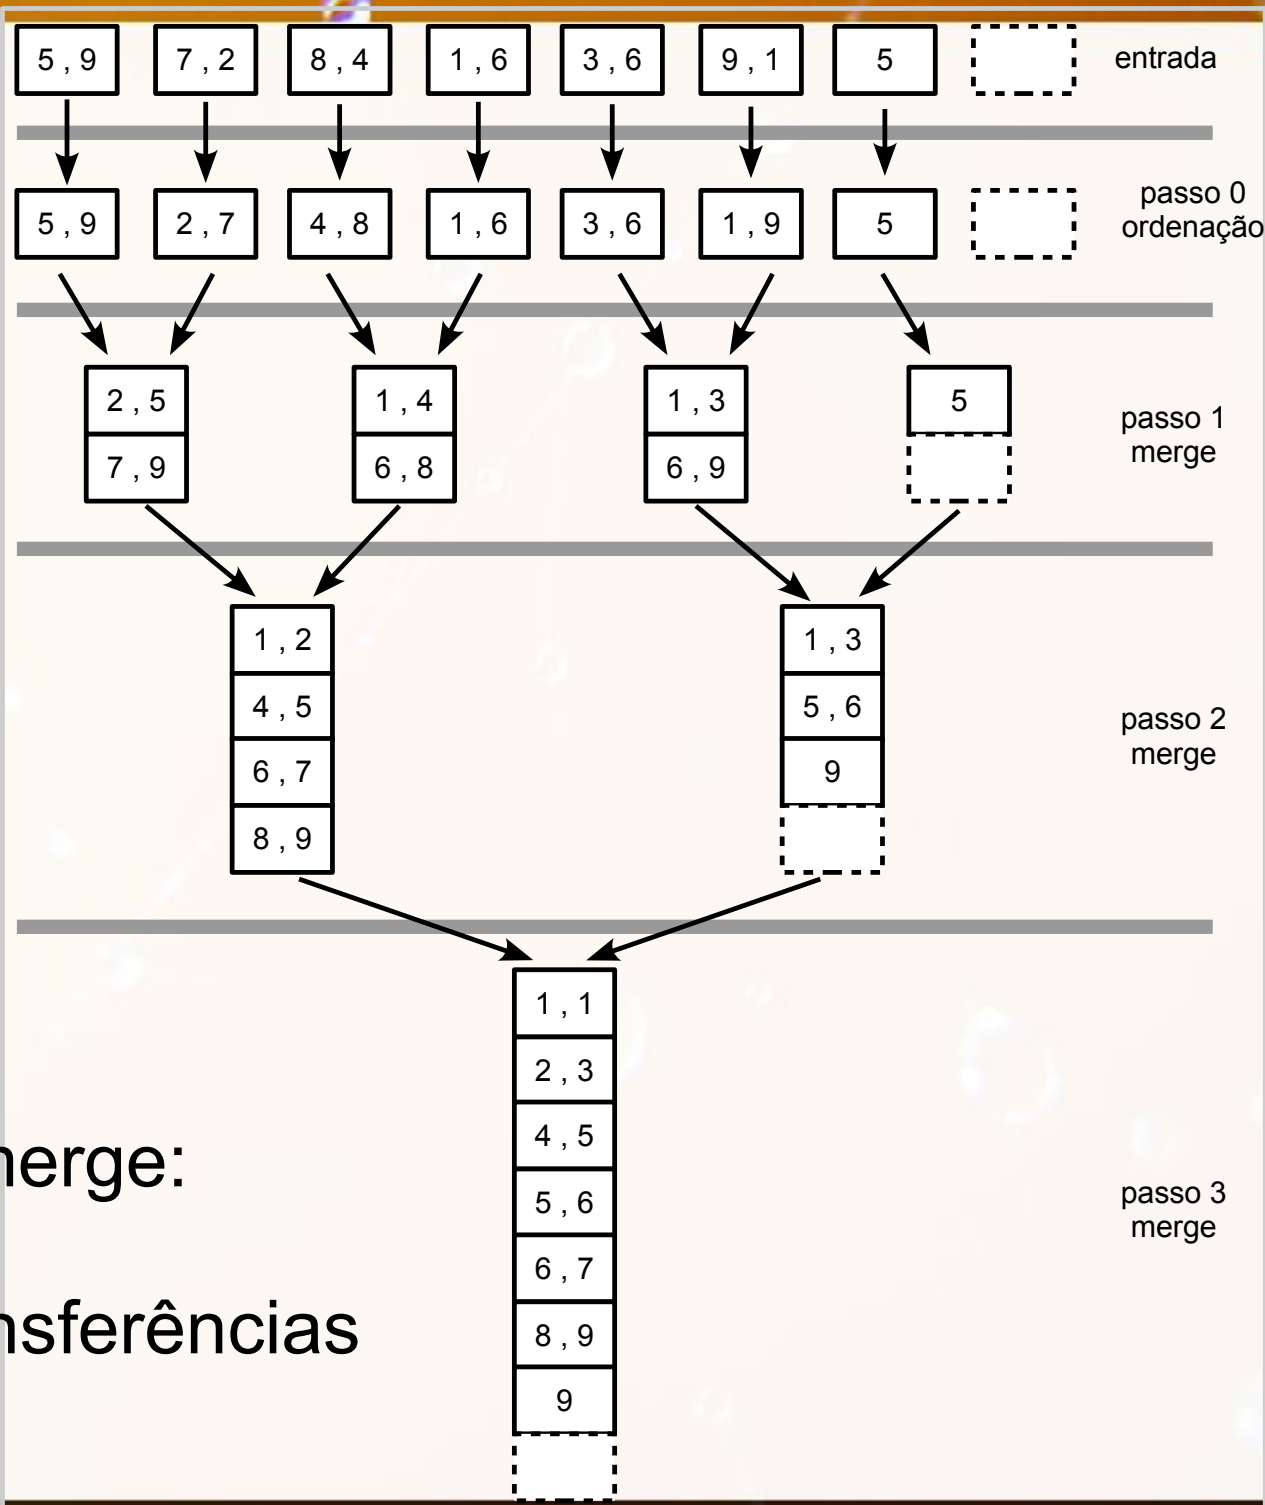 5 , 9 7 , 2 8 , 4 1 , 6 3 , 6 9 , 1 5 entrada
5 , 9 2 , 7 4 , 8 1 , 6 3 , 6 1 , 9 5
passo 0
ordenação
2 , 5 1 , 4 1 , 3 5
7 , 9 6 , 8 6 , 9
passo 1
merge
1 , 2 1 , 3
4 , 5 5 , 6
6 , 7 9
8 , 9
passo 2
merge
1 , 1
2 , 3
4 , 5
5 , 6
6 , 7
8 , 9
9
passo 3
merge
erge:
nsferências